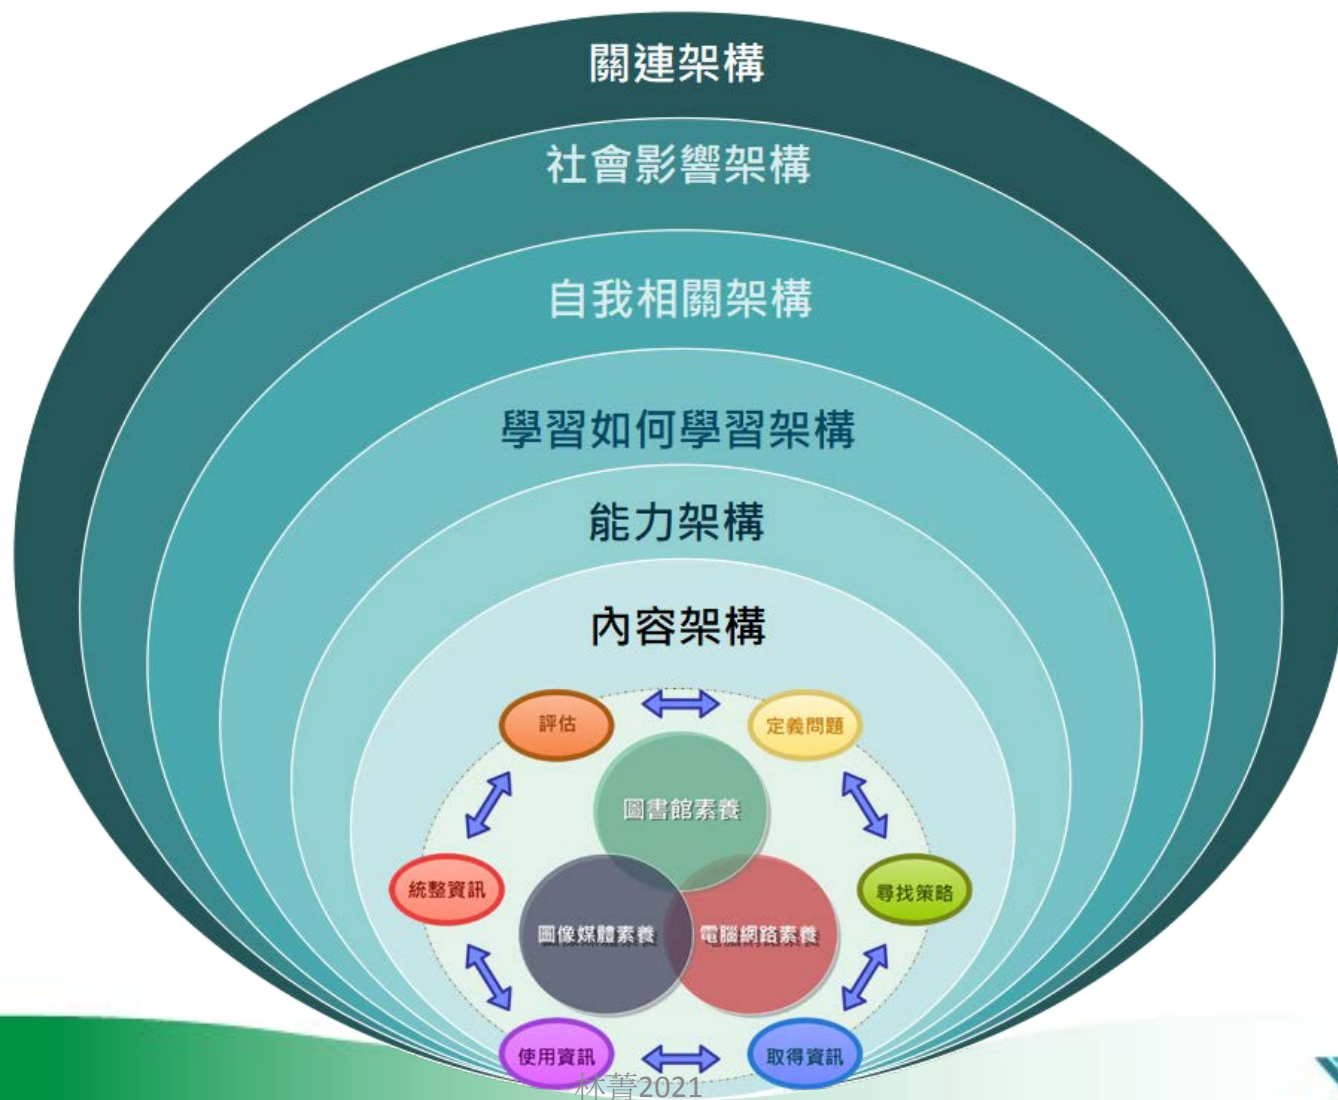 關連架構
社會影響架構
自我相關架構
學習如何學習架構
能力架構
內容架構
評估
定義問題
圖書館素養
統整資訊
尋找策略
圖像媒體素養
電腦網路素養
使用資訊
取得資訊
林菁2021